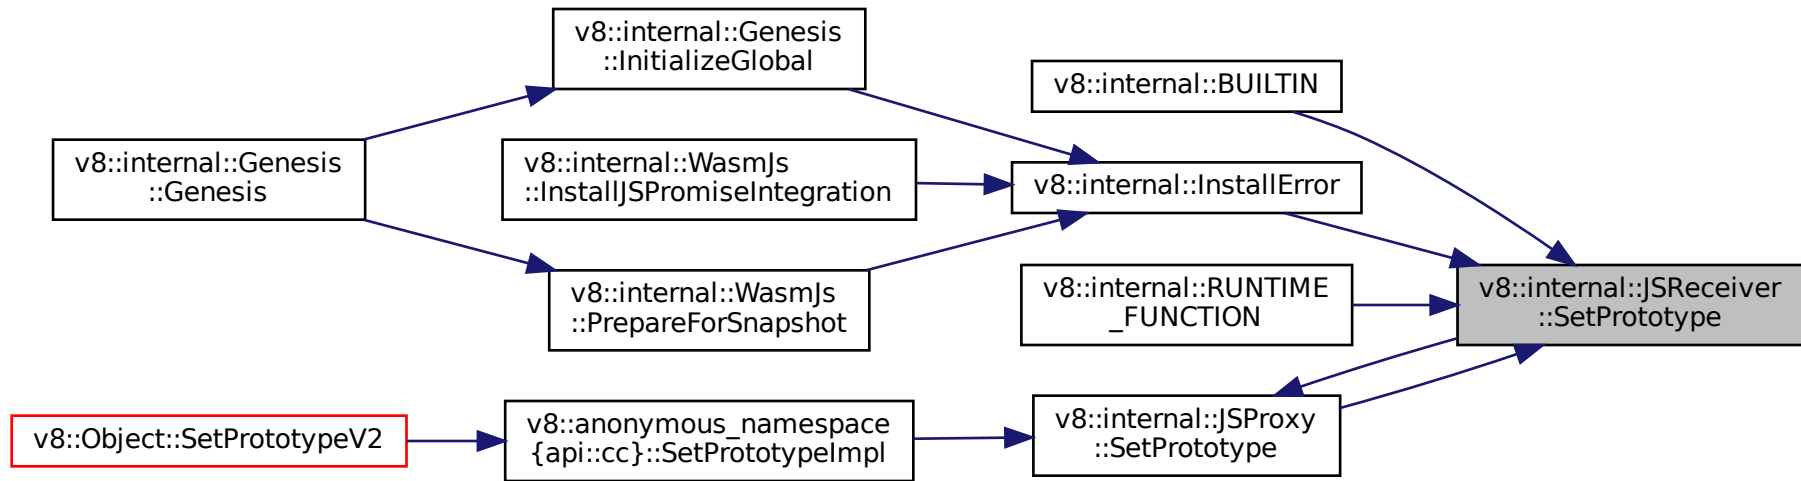 v8::internal::Genesis
::InitializeGlobal
v8::internal::BUILTIN
v8::internal::Genesis
::Genesis
v8::internal::WasmJs
::InstallJSPromiseIntegration
v8::internal::InstallError
v8::internal::WasmJs
::PrepareForSnapshot
v8::internal::RUNTIME
_FUNCTION
v8::internal::JSReceiver
::SetPrototype
v8::Object::SetPrototypeV2
v8::anonymous_namespace
{api::cc}::SetPrototypeImpl
v8::internal::JSProxy
::SetPrototype